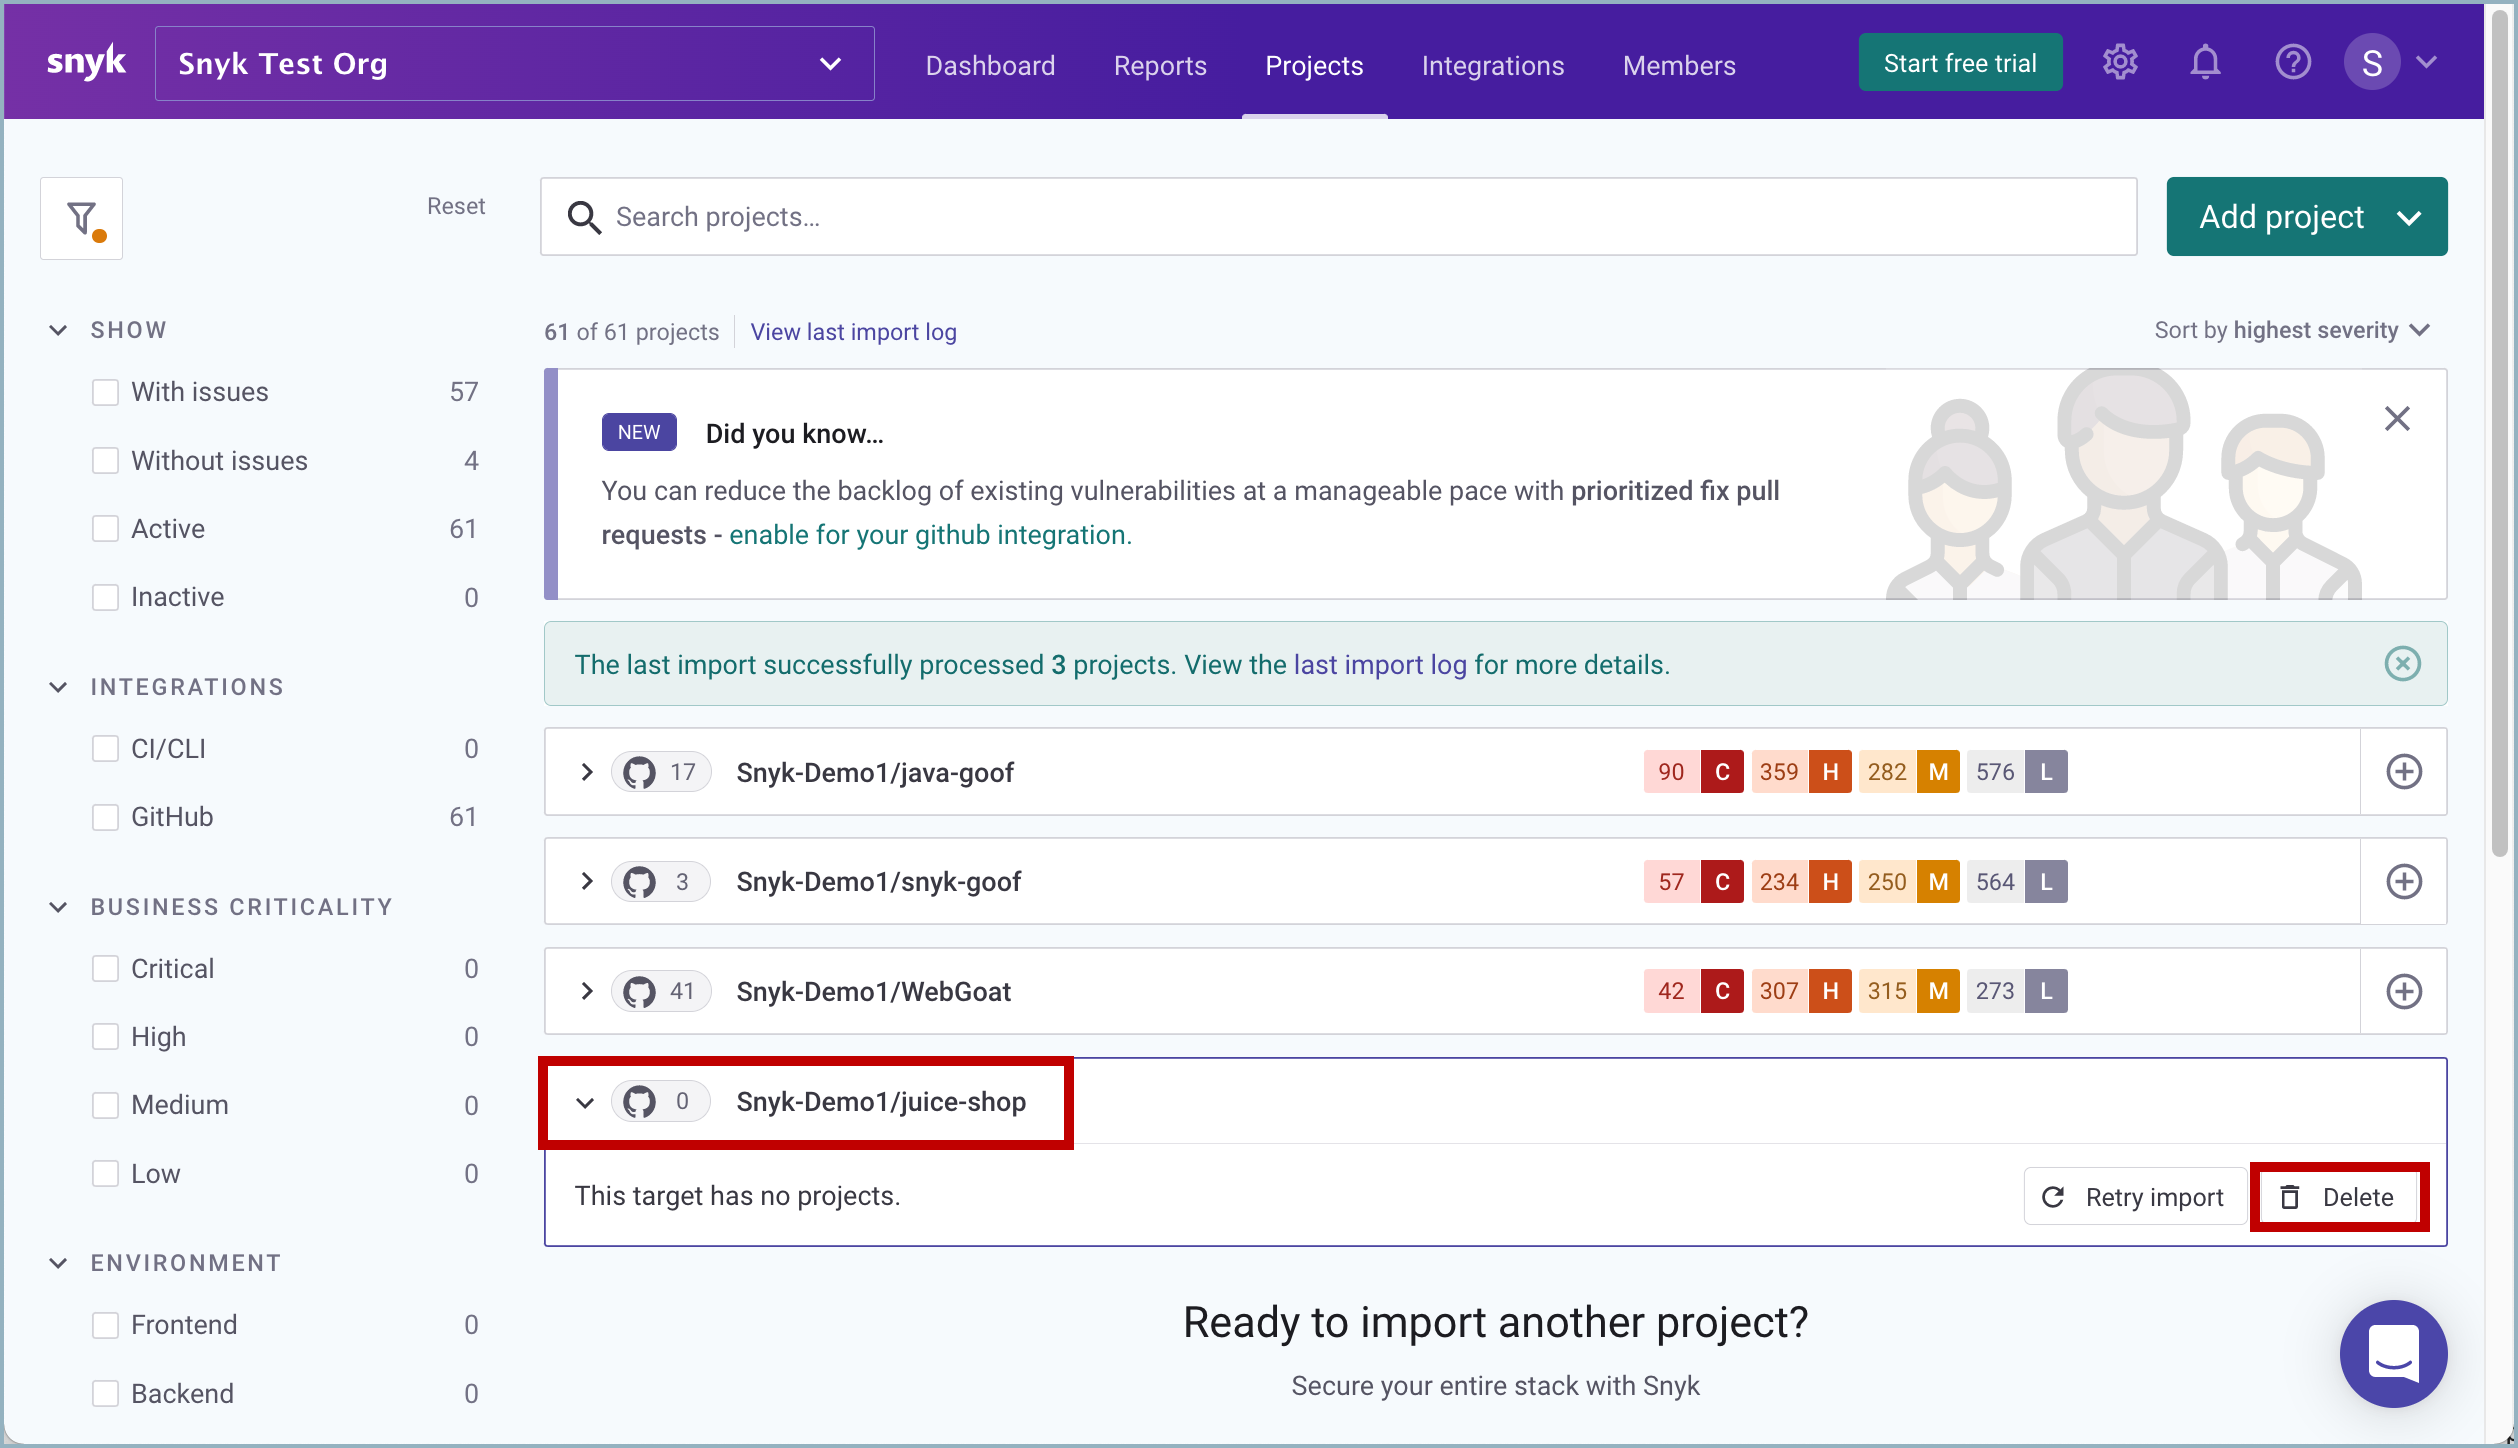 snyk
Snyk Test Org
Dashboard
Reports
Projects
Integrations
Members
Start free trial
S
Reset
Search projects...
Add project
SHOW
With issues 57
Without issues 4
Active 61
Inactive 0
INTEGRATIONS
CI/CLI 0
GitHub 61
BUSINESS CRITICALITY
Critical 0
High 0
Medium 0
Low 0
ENVIRONMENT
Frontend 0
Backend 0
61 of 61 projects
View last import log
Sort by highest severity
NEW Did you know...
You can reduce the backlog of existing vulnerabilities at a manageable pace with prioritized fix pull
requests - enable for your github integration.
The last import successfully processed 3 projects. View the last import log for more details.
17 Snyk-Demo1/java-goof 90 C 359 H 282 M 576 L
3 Snyk-Demo1/snyk-goof 57 C 234 H 250 M 564 L
41 Snyk-Demo1/WebGoat 42 C 307 H 315 M 273 L
0 Snyk-Demo1/juice-shop
This target has no projects.
Retry import
Delete
Ready to import another project?
Secure your entire stack with Snyk